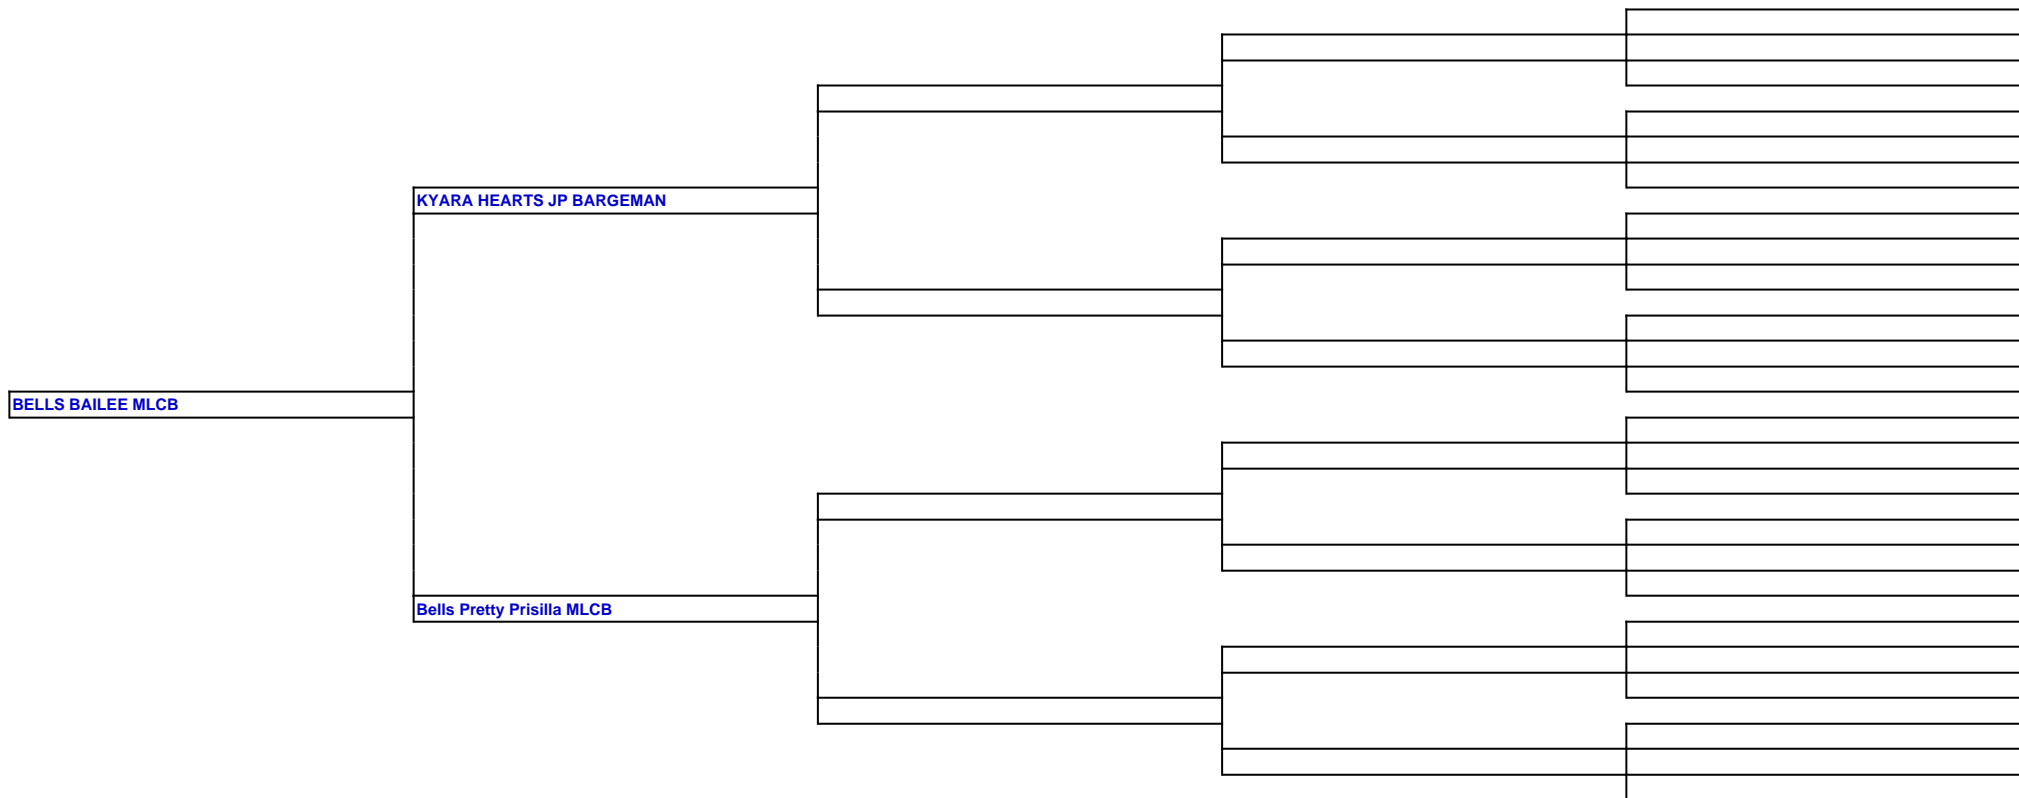 KYARA HEARTS JP BARGEMAN
BELLS BAILEE MLCB
Bells Pretty Prisilla MLCB